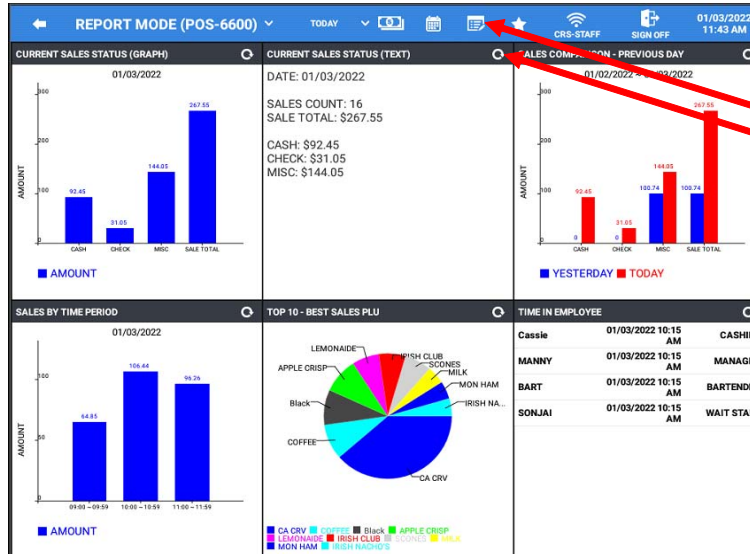 REPORT MODE (POS-6600)
TODAY
CRS-STAFF
SIGN OFF
01/03/2022
11:43 AM
CURRENT SALES STATUS (GRAPH)
01/03/2022
300
200
100
0
AMOUNT
92.45
31.05
144.05
267.55
CASH
CHECK
MISC
SALE TOTAL
AMOUNT
CURRENT SALES STATUS (TEXT)
DATE: 01/03/2022
SALES COUNT: 16
SALE TOTAL: $267.55
CASH: $92.45
CHECK: $31.05
MISC: $144.05
SALES COMPARISON - PREVIOUS DAY
01/02/2022 ~ 01/03/2022
300
200
100
0
AMOUNT
0
92.45
0
31.05
100.74
144.05
100.74
267.55
CASH
CHECK
MISC
SALE TOTAL
YESTERDAY
TODAY
SALES BY TIME PERIOD
01/03/2022
100
50
0
AMOUNT
64.85
106.44
96.26
09:00 ~09:59
10:00 ~10:59
11:00 ~11:59
AMOUNT
TOP 10 - BEST SALES PLU
LEMONAIDE
IRISH CLUB
SCONES
APPLE CRISP
MILK
MON HAM
Black
IRISH NA...
COFFEE
CA CRV
CA CRV COFFEE Black APPLE CRISP
LEMONAIDE IRISH CLUB SCONES MILK
MON HAM IRISH NACHO'S
TIME IN EMPLOYEE
Cassie 01/03/2022 10:15 AM CASHI
MANNY 01/03/2022 10:15 AM MANAG
BART 01/03/2022 10:15 AM BARTEND
SONJAI 01/03/2022 10:15 AM WAIT STA